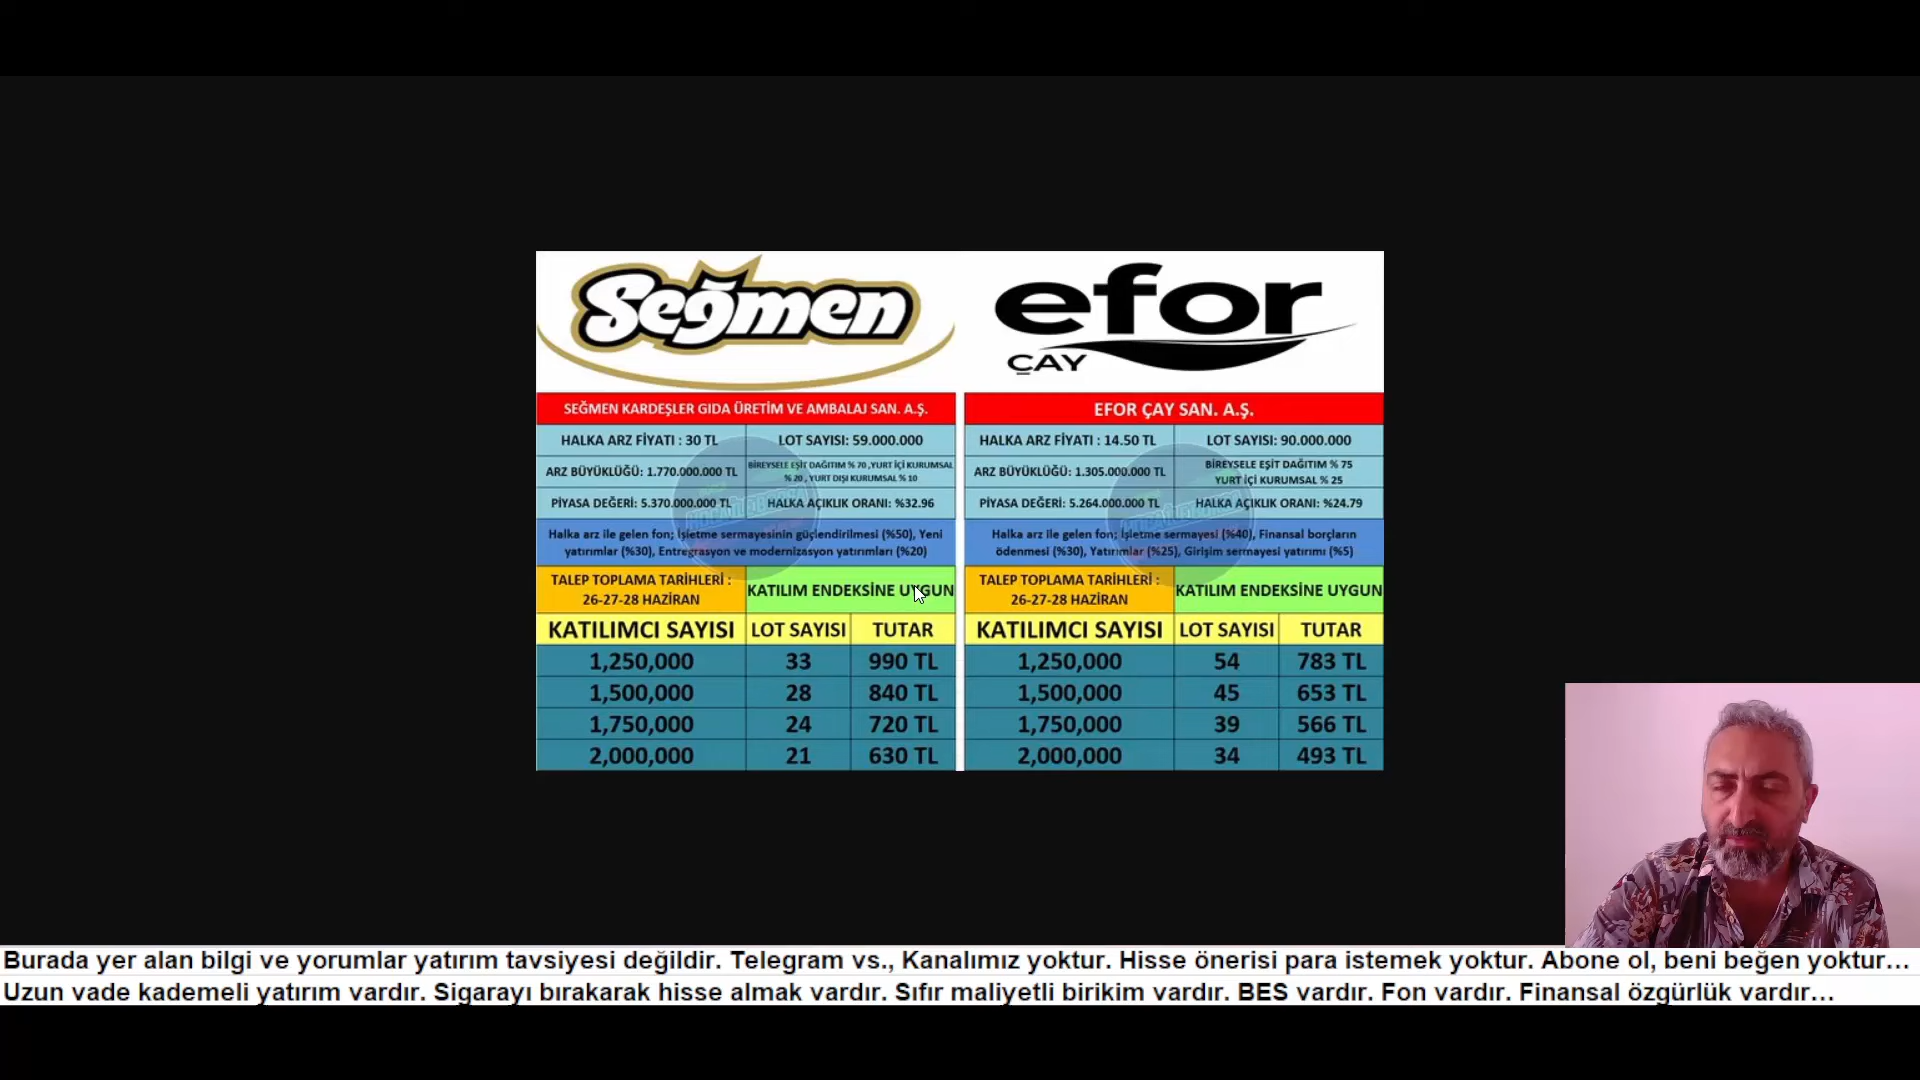 Seğmen
efor
ÇAY
SEĞMEN KARDEŞLER GIDA ÜRETİM VE AMBALAJ SAN. A.Ş.
HALKA ARZ FİYATI : 30 TL
LOT SAYISI: 59.000.000
ARZ BÜYÜKLÜĞÜ: 1.770.000.000 TL
BİREYSELE EŞİT DAĞITIM % 70 ,YURT İÇİ KURUMSAL
% 20 , YURT DIŞI KURUMSAL % 10
PİYASA DEĞERİ: 5.370.000.000 TL
HALKA AÇIKLIK ORANI: %32.96
Halka arz ile gelen fon; İşletme sermayesinin güçlendirilmesi (%50), Yeni
yatırımlar (%30), Entregrasyon ve modernizasyon yatırımları (%20)
TALEP TOPLAMA TARİHLERİ :
26-27-28 HAZİRAN
KATILIM ENDEKSİNE UYGUN
KATILIMCI SAYISI LOT SAYISI TUTAR
1,250,000 33 990 TL
1,500,000 28 840 TL
1,750,000 24 720 TL
2,000,000 21 630 TL
EFOR ÇAY SAN. A.Ş.
HALKA ARZ FİYATI : 14.50 TL
LOT SAYISI: 90.000.000
ARZ BÜYÜKLÜĞÜ: 1.305.000.000 TL
BİREYSELE EŞİT DAĞITIM % 75
YURT İÇİ KURUMSAL % 25
PİYASA DEĞERİ: 5.264.000.000 TL
HALKA AÇIKLIK ORANI: %24.79
Halka arz ile gelen fon; İşletme sermayesi (%40), Finansal borçların
ödenmesi (%30), Yatırımlar (%25), Girişim sermayesi yatırımı (%5)
TALEP TOPLAMA TARİHLERİ :
26-27-28 HAZİRAN
KATILIM ENDEKSİNE UYGUN
KATILIMCI SAYISI LOT SAYISI TUTAR
1,250,000 54 783 TL
1,500,000 45 653 TL
1,750,000 39 566 TL
2,000,000 34 493 TL
Burada yer alan bilgi ve yorumlar yatırım tavsiyesi değildir. Telegram vs., Kanalımız yoktur. Hisse önerisi para istemek yoktur. Abone ol, beni beğen yoktur...
Uzun vade kademeli yatırım vardır. Sigarayı bırakarak hisse almak vardır. Sıfır maliyetli birikim vardır. BES vardır. Fon vardır. Finansal özgürlük vardır...